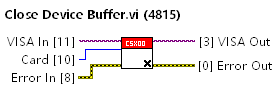 Close Device Buffer.vi (4815)
VISA In [11]
CSX00
[3] VISA Out
Card [10]
Error In [8]
[0] Error Out